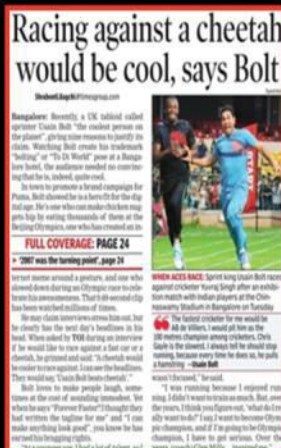 Racing against a cheetah
would be cool, says Bolt
Bangalore: Recently, a UK tabloid called
sprinter Usain Bolt "the coolest person on
the planet", giving nine reasons to justify its
claim. Watching Bolt create his trademark
"bolting" or "To Di World" pose at a Banga-
lore hotel, the audience needed no convinc-
ing that he is, indeed, quite cool.
In town to promote a brand campaign for
Puma, Bolt showed he is a hero fit for the dig-
ital age. He's one who can make chicken nug-
gets hip by eating thousands of them at the
Beijing Olympics, one who has created an in-
FULL COVERAGE: PAGE 24
▸ '2007 was the turning point', page 24
ternet meme around a gesture, and one who
slowed down during an Olympic race to cele-
brate his awesomeness. That 9.69-second clip
has been watched millions of times.
He may claim interviews stress him out, but
he clearly has the next day's headlines in his
head. When asked by TOI during an interview
if he would like to race against a car or a
cheetah, he grinned and said: "A cheetah would
be cooler to race against. I can see the headlines.
They would say, 'Usain Bolt beats cheetah'."
Bolt loves to make people laugh, some-
times at the cost of sounding immodest. Yet
when he says "'Forever Faster' I thought they
had written the tagline for me" and "I can
make anything look good", you know he has
earned his bragging rights.
WHEN ACES RACE: Sprint king Usain Bolt races
against cricketer Yuvraj Singh after an exhibi-
tion match with Indian players at the Chin-
naswamy Stadium in Bangalore on Tuesday
The fastest cricketer for me would be
AB de Villiers. I would pit him as the
100 metres champion among cricketers. Chris
Gayle is the slowest. I always tell he should stop
running, because every time he does so, he pulls
a hamstring —Usain Bolt
wasn't focused," he said.
"I was running because I enjoyed run-
ning. I didn't want to train as much. But, over
the years, I think you figure out, 'what do I re-
ally want to do?' I say, I want to become Olym-
pic champion, and if I'm going to be Olympic
champion, I have to get serious. Over the